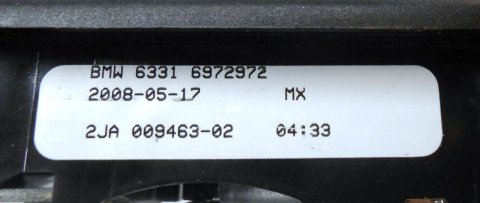 BMW 6331 6972972
2008-05-17 MX
2JA 009463-02 04:33